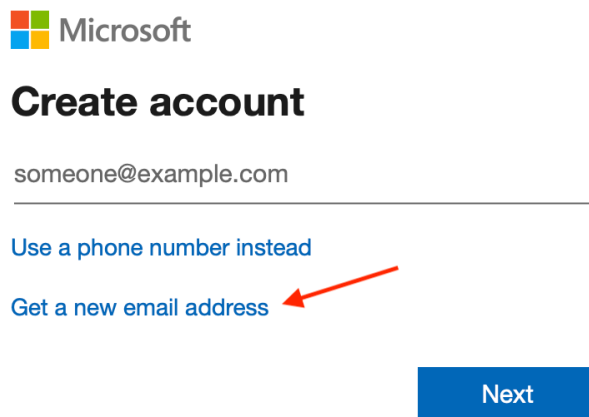 Microsoft
Create account
someone@example.com
Use a phone number instead
Get a new email address
Next